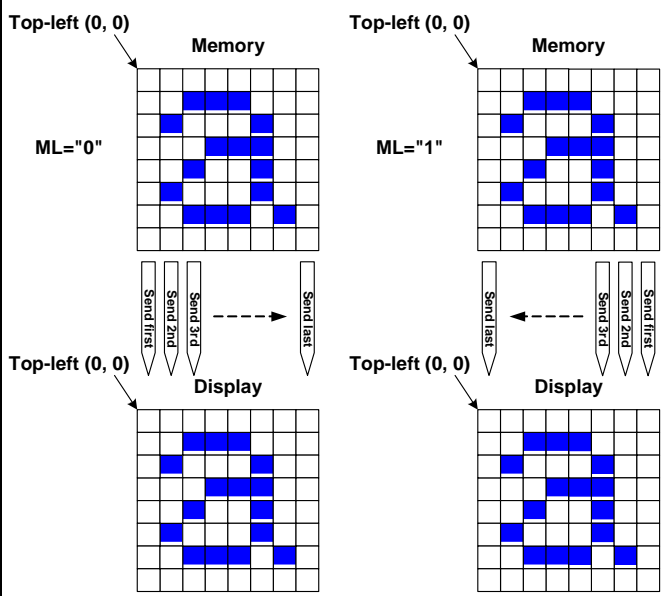 Top-left (0, 0)
Memory
ML="0"
Send first
Send 2nd
Send 3rd
Send last
Top-left (0, 0)
Display
Top-left (0, 0)
Memory
ML="1"
Send last
Send 3rd
Send 2nd
Send first
Top-left (0, 0)
Display